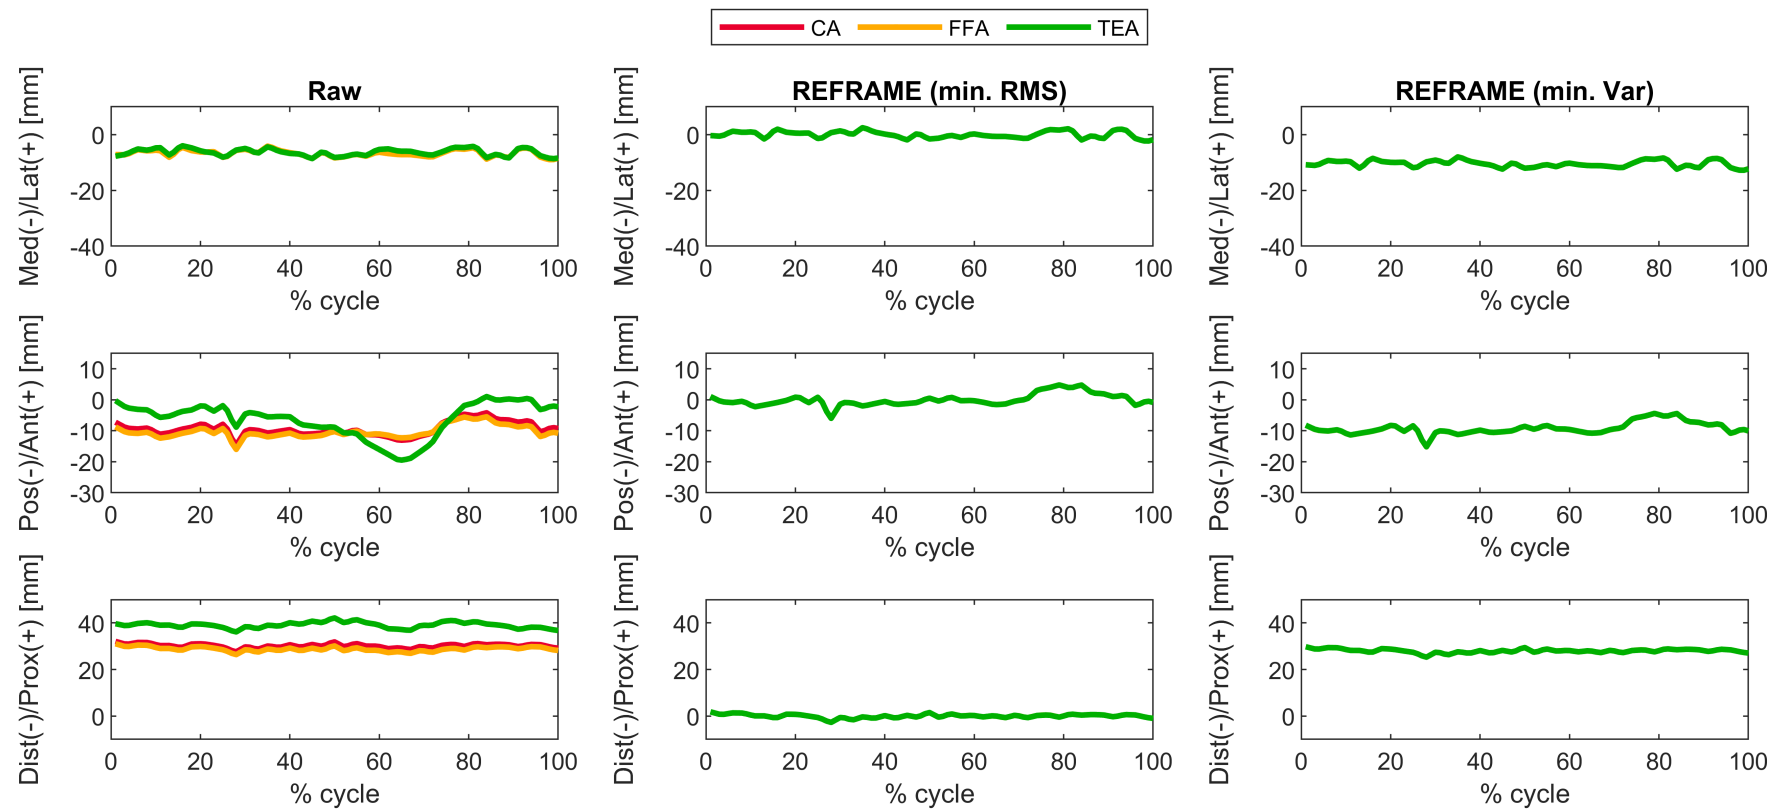 CA FFA TEA
Raw
REFRAME (min. RMS)
REFRAME (min. Var)
Med(-)/Lat(+) [mm]
0
-20
-40
0 20 40 60 80 100
% cycle
Med(-)/Lat(+) [mm]
0
-20
-40
0 20 40 60 80 100
% cycle
Med(-)/Lat(+) [mm]
0
-20
-40
0 20 40 60 80 100
% cycle
Pos(-)/Ant(+) [mm]
10
0
-10
-20
-30
0 20 40 60 80 100
% cycle
Pos(-)/Ant(+) [mm]
10
0
-10
-20
-30
0 20 40 60 80 100
% cycle
Pos(-)/Ant(+) [mm]
10
0
-10
-20
-30
0 20 40 60 80 100
% cycle
Dist(-)/Prox(+) [mm]
40
20
0
0 20 40 60 80 100
% cycle
Dist(-)/Prox(+) [mm]
40
20
0
0 20 40 60 80 100
% cycle
Dist(-)/Prox(+) [mm]
40
20
0
0 20 40 60 80 100
% cycle